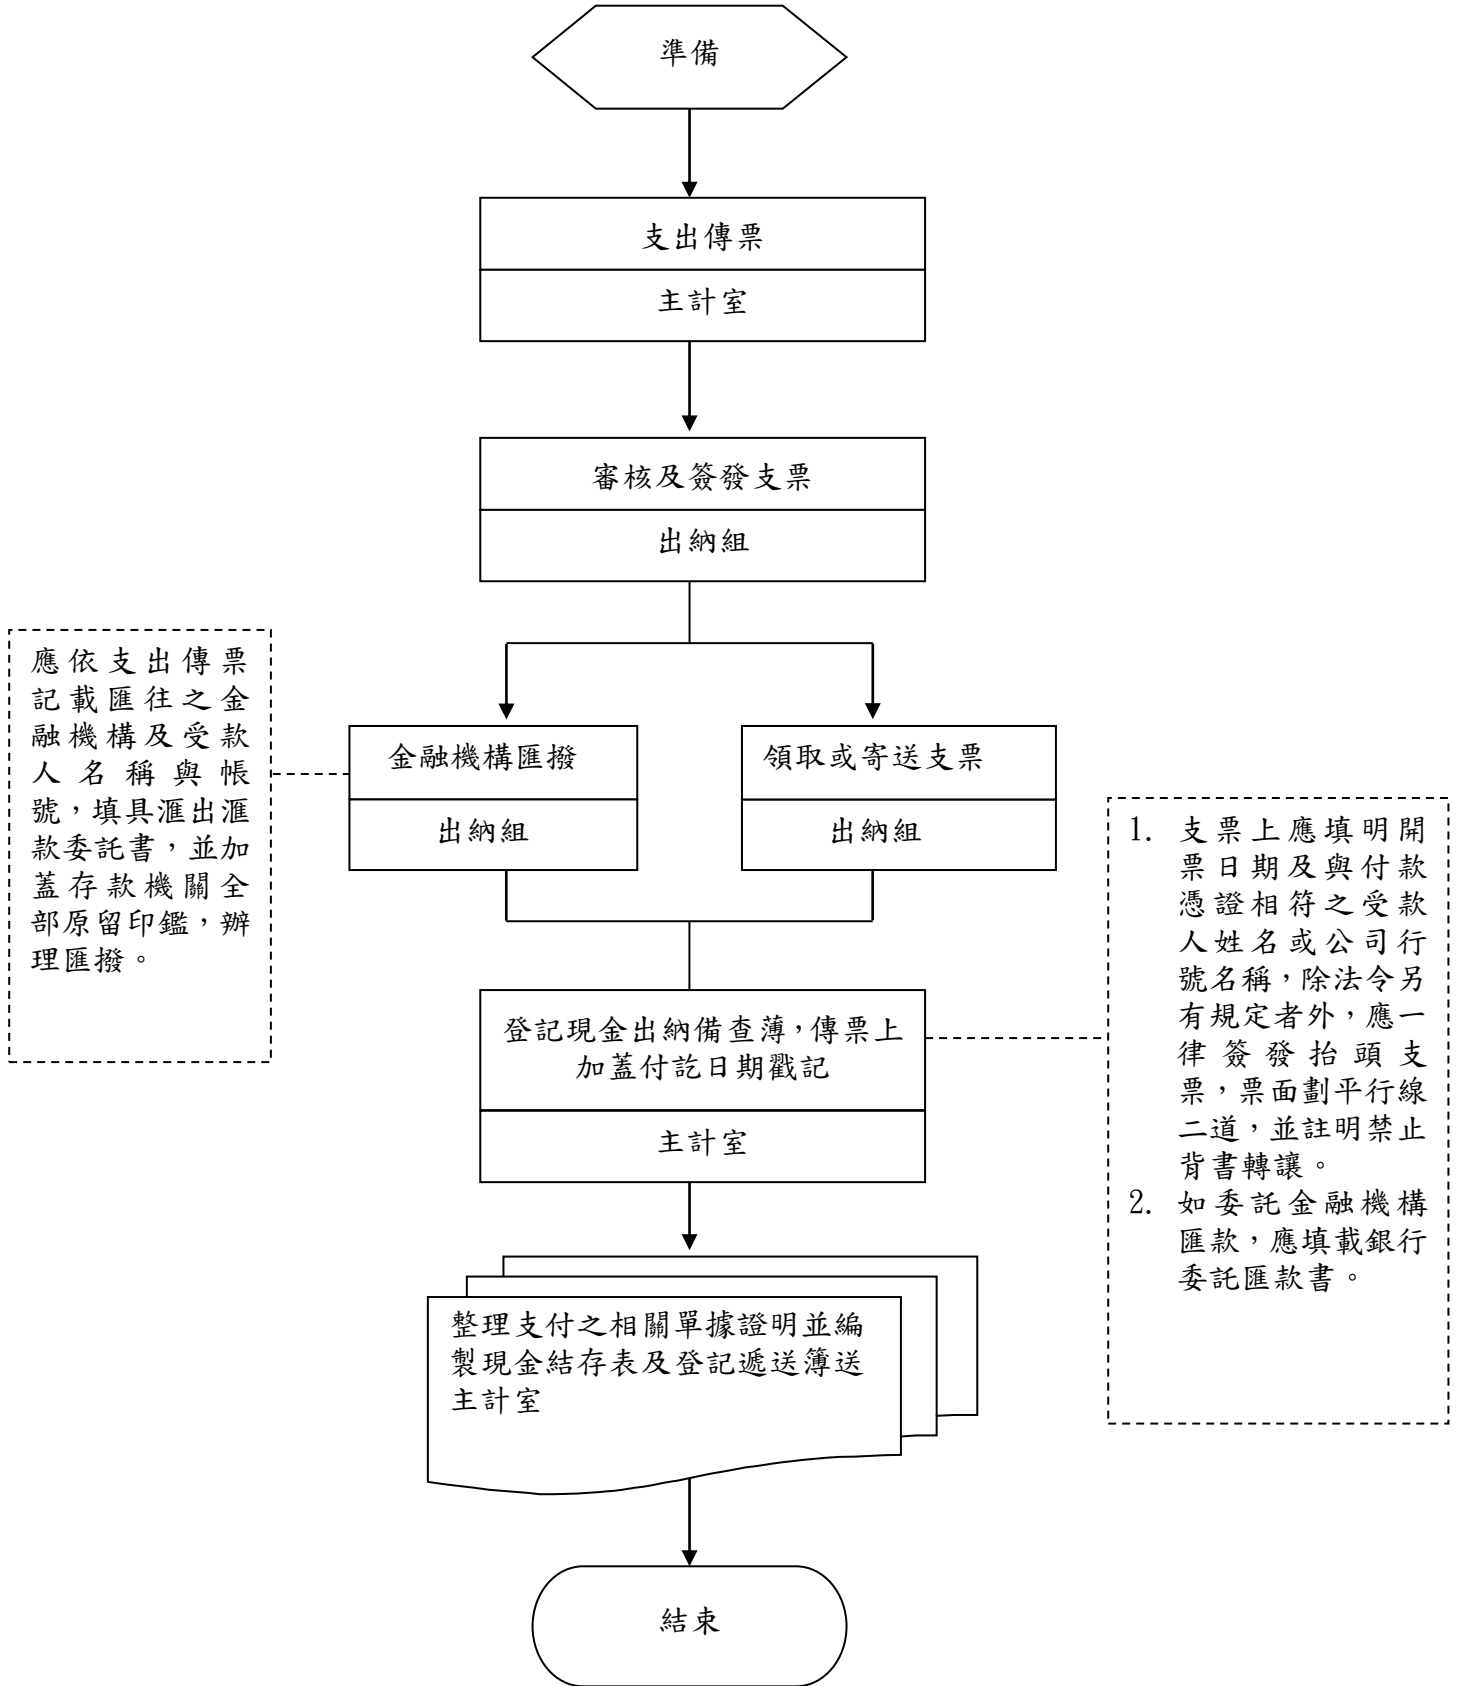 準備
支出傳票
主計室
審核及簽發支票
出納組
應依支出傳票
記載匯往之金
融機構及受款
人名稱與帳
號，填具滙出滙
款委託書，並加
蓋存款機關全
部原留印鑑，辦
理匯撥。
金融機構匯撥
出納組
領取或寄送支票
出納組
登記現金出納備查薄，傳票上
加蓋付訖日期戳記
主計室
1. 支票上應填明開
票日期及與付款
憑證相符之受款
人姓名或公司行
號名稱，除法令另
有規定者外，應一
律簽發抬頭支
票，票面劃平行線
二道，並註明禁止
背書轉讓。
2. 如委託金融機構
匯款，應填載銀行
委託匯款書。
整理支付之相關單據證明並編
製現金結存表及登記遞送簿送
主計室
結束